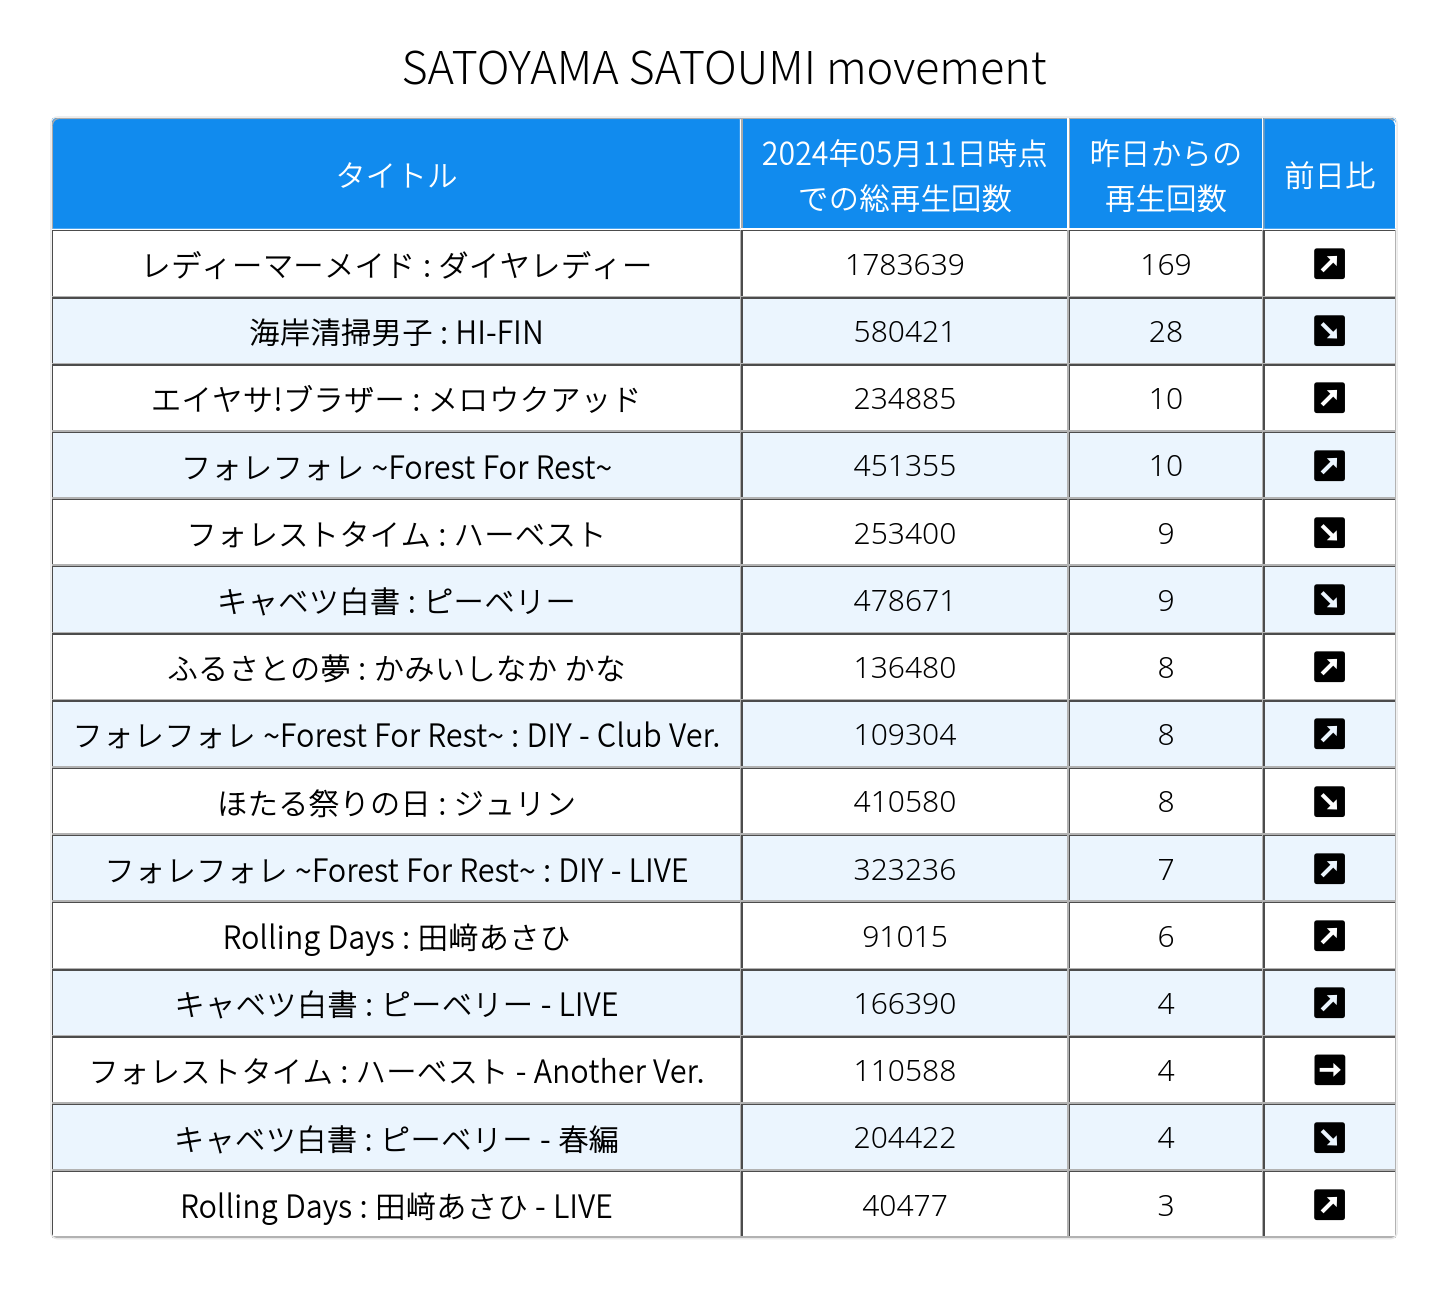 SATOYAMA SATOUMI movement
タイトル 2024年05月11日時点での総再生回数 昨日からの再生回数 前日比
レディーマーメイド : ダイヤレディー 1783639 169 ↗
海岸清掃男子 : HI-FIN 580421 28 ↘
エイヤサ!ブラザー : メロウクアッド 234885 10 ↗
フォレフォレ ~Forest For Rest~ 451355 10 ↗
フォレストタイム : ハーベスト 253400 9 ↘
キャベツ白書 : ピーベリー 478671 9 ↘
ふるさとの夢 : かみいしなか かな 136480 8 ↗
フォレフォレ ~Forest For Rest~ : DIY - Club Ver. 109304 8 ↗
ほたる祭りの日 : ジュリン 410580 8 ↘
フォレフォレ ~Forest For Rest~ : DIY - LIVE 323236 7 ↗
Rolling Days : 田﨑あさひ 91015 6 ↗
キャベツ白書 : ピーベリー - LIVE 166390 4 ↗
フォレストタイム : ハーベスト - Another Ver. 110588 4 →
キャベツ白書 : ピーベリー - 春編 204422 4 ↘
Rolling Days : 田﨑あさひ - LIVE 40477 3 ↗